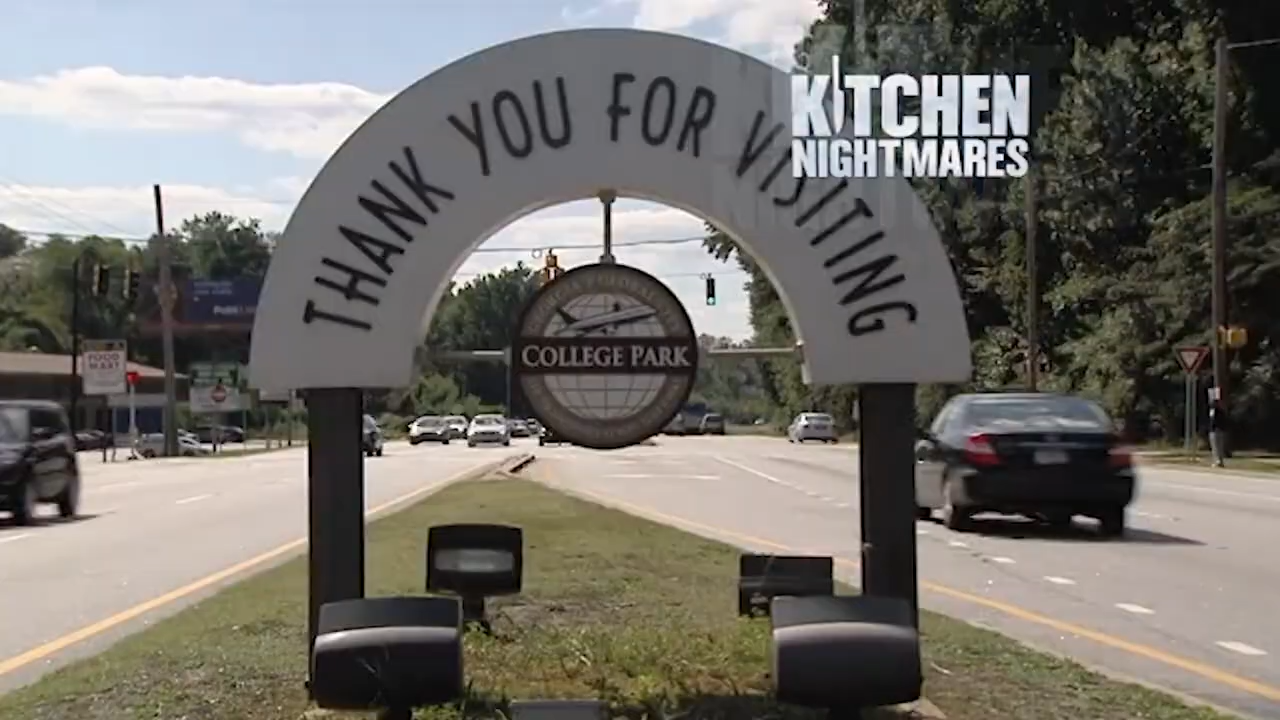 THANK YOU FOR VISITING
KITCHEN
NIGHTMARES
COLLEGE PARK
FOOD
MART